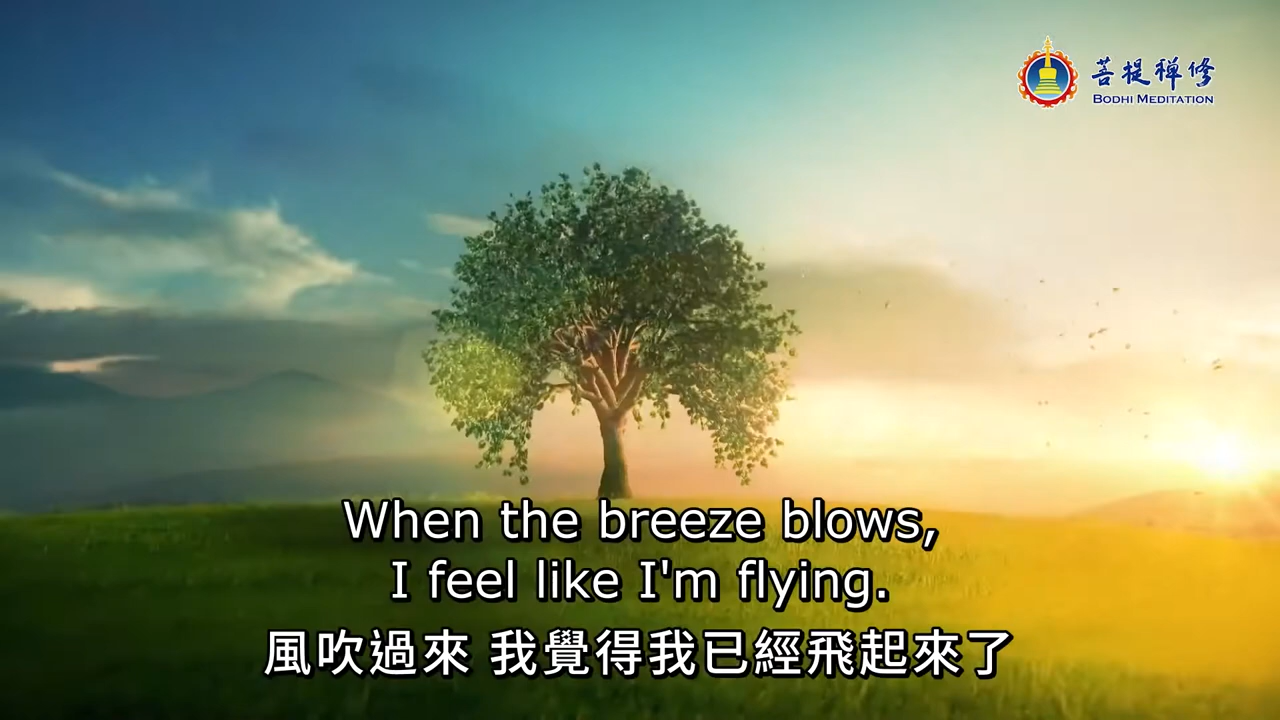 菩提禪修
BODHI MEDITATION
When the breeze blows,
I feel like I'm flying.
風吹過來 我覺得我已經飛起來了